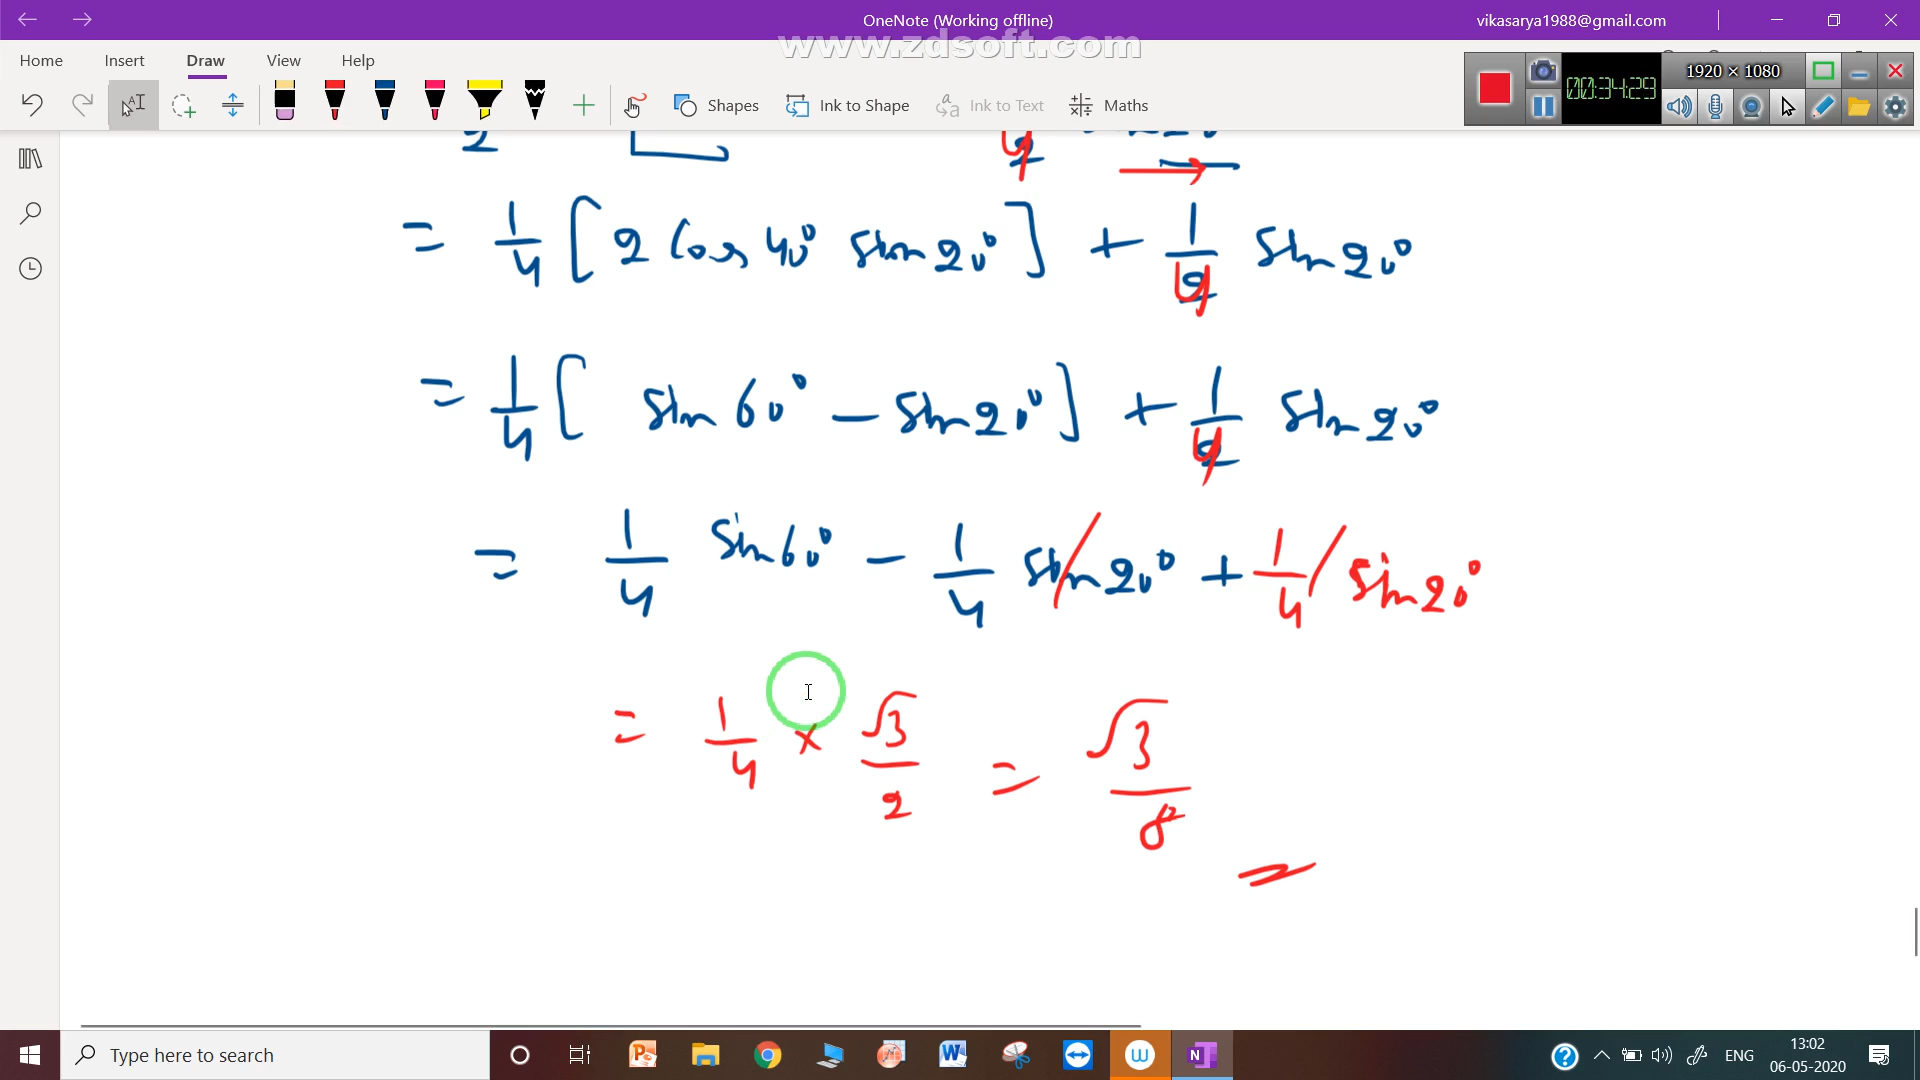 OneNote (Working offline)
vikasarya1988@gmail.com
www.zdsoft.com
Home Insert Draw View Help
1920 × 1080
00:34:29
Shapes Ink to Shape Ink to Text Maths
= 1/4 [ 2 Cos 40° sin 20° ] + 1/4 sin 20°
= 1/4 [ sin 60° − sin 20° ] + 1/4 sin 20°
= 1/4 sin 60° − 1/4 sin 20° + 1/4 sin 20°
= 1/4 × √3/2 = √3/8
Type here to search
ENG
13:02
06-05-2020